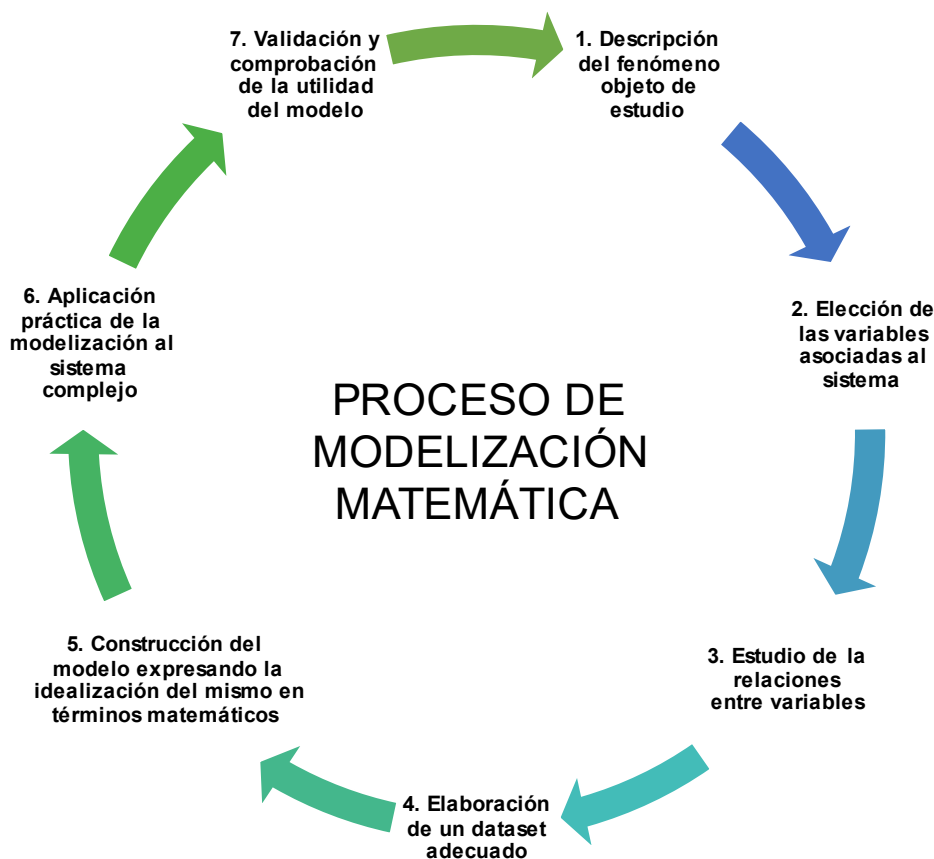 1. Descripción
del fenómeno
objeto de
estudio
2. Elección de
las variables
asociadas al
sistema
3. Estudio de la
relaciones
entre variables
4. Elaboración
de un dataset
adecuado
5. Construcción del
modelo expresando la
idealización del mismo en
términos matemáticos
6. Aplicación
práctica de la
modelización al
sistema
complejo
7. Validación y
comprobación
de la utilidad
del modelo
PROCESO DE
MODELIZACIÓN
MATEMÁTICA